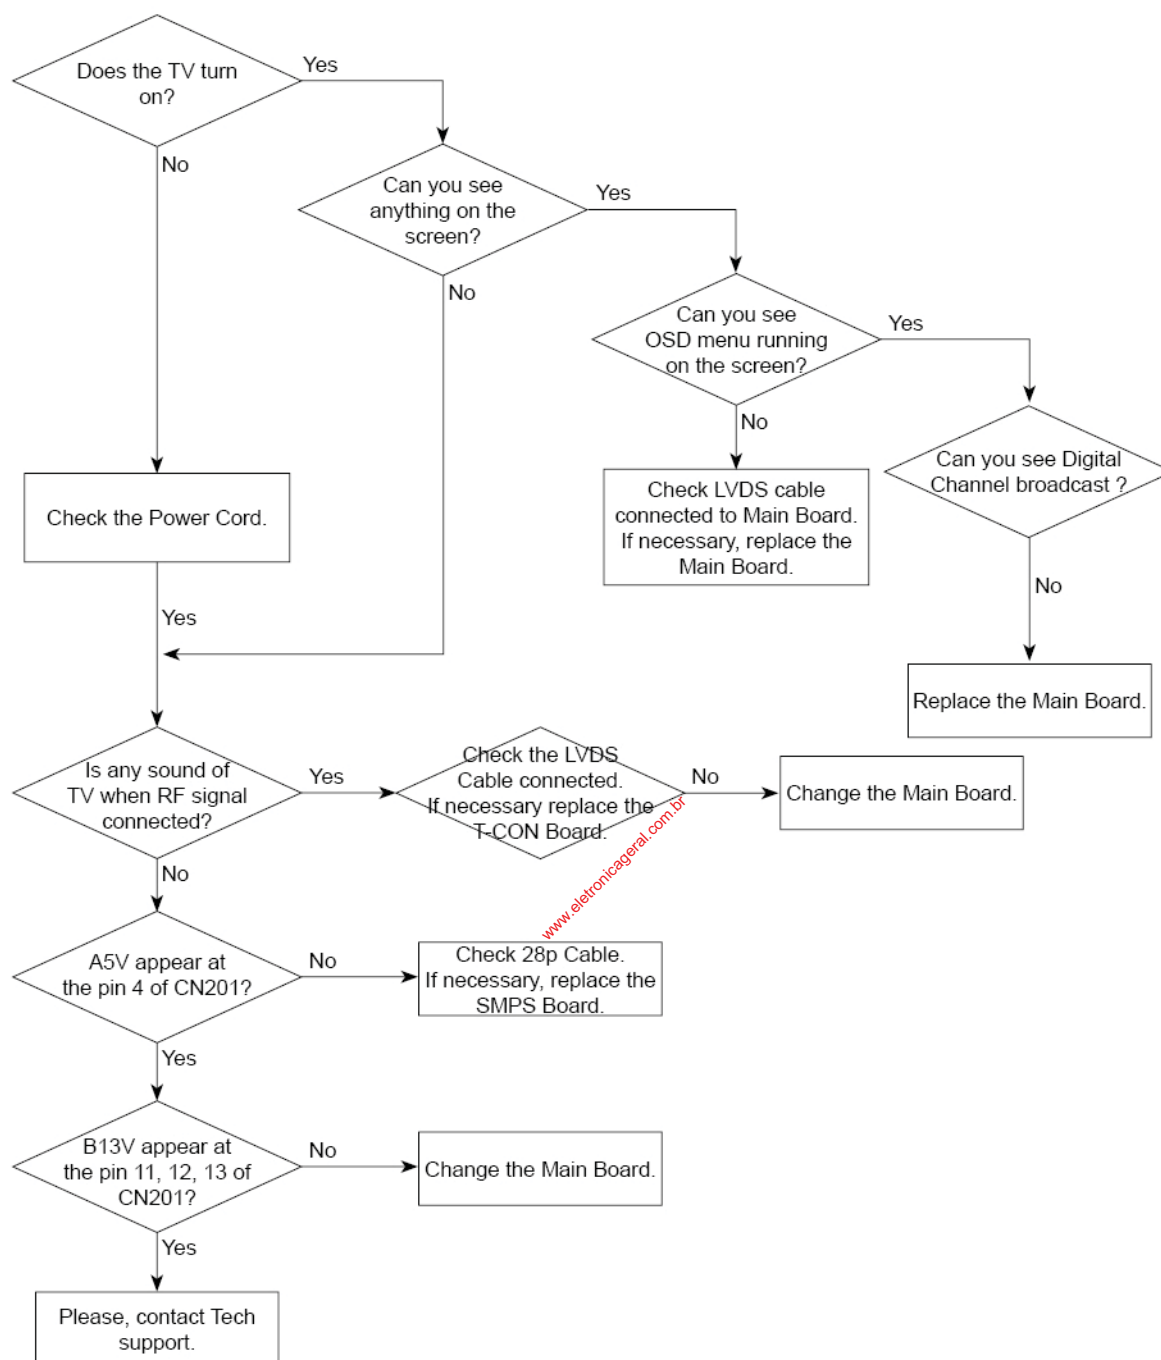 Does the TV turn
on?
Yes
No
Can you see
anything on the
screen?
Yes
No
Can you see
OSD menu running
on the screen?
Yes
No
Can you see Digital
Channel broadcast ?
No
Check LVDS cable
connected to Main Board.
If necessary, replace the
Main Board.
Replace the Main Board.
Check the Power Cord.
Yes
Is any sound of
TV when RF signal
connected?
Yes
No
Check the LVDS
Cable connected.
If necessary replace the
T-CON Board.
No
Change the Main Board.
www.eletronicageral.com.br
A5V appear at
the pin 4 of CN201?
No
Yes
Check 28p Cable.
If necessary, replace the
SMPS Board.
B13V appear at
the pin 11, 12, 13 of
CN201?
No
Yes
Change the Main Board.
Please, contact Tech
support.